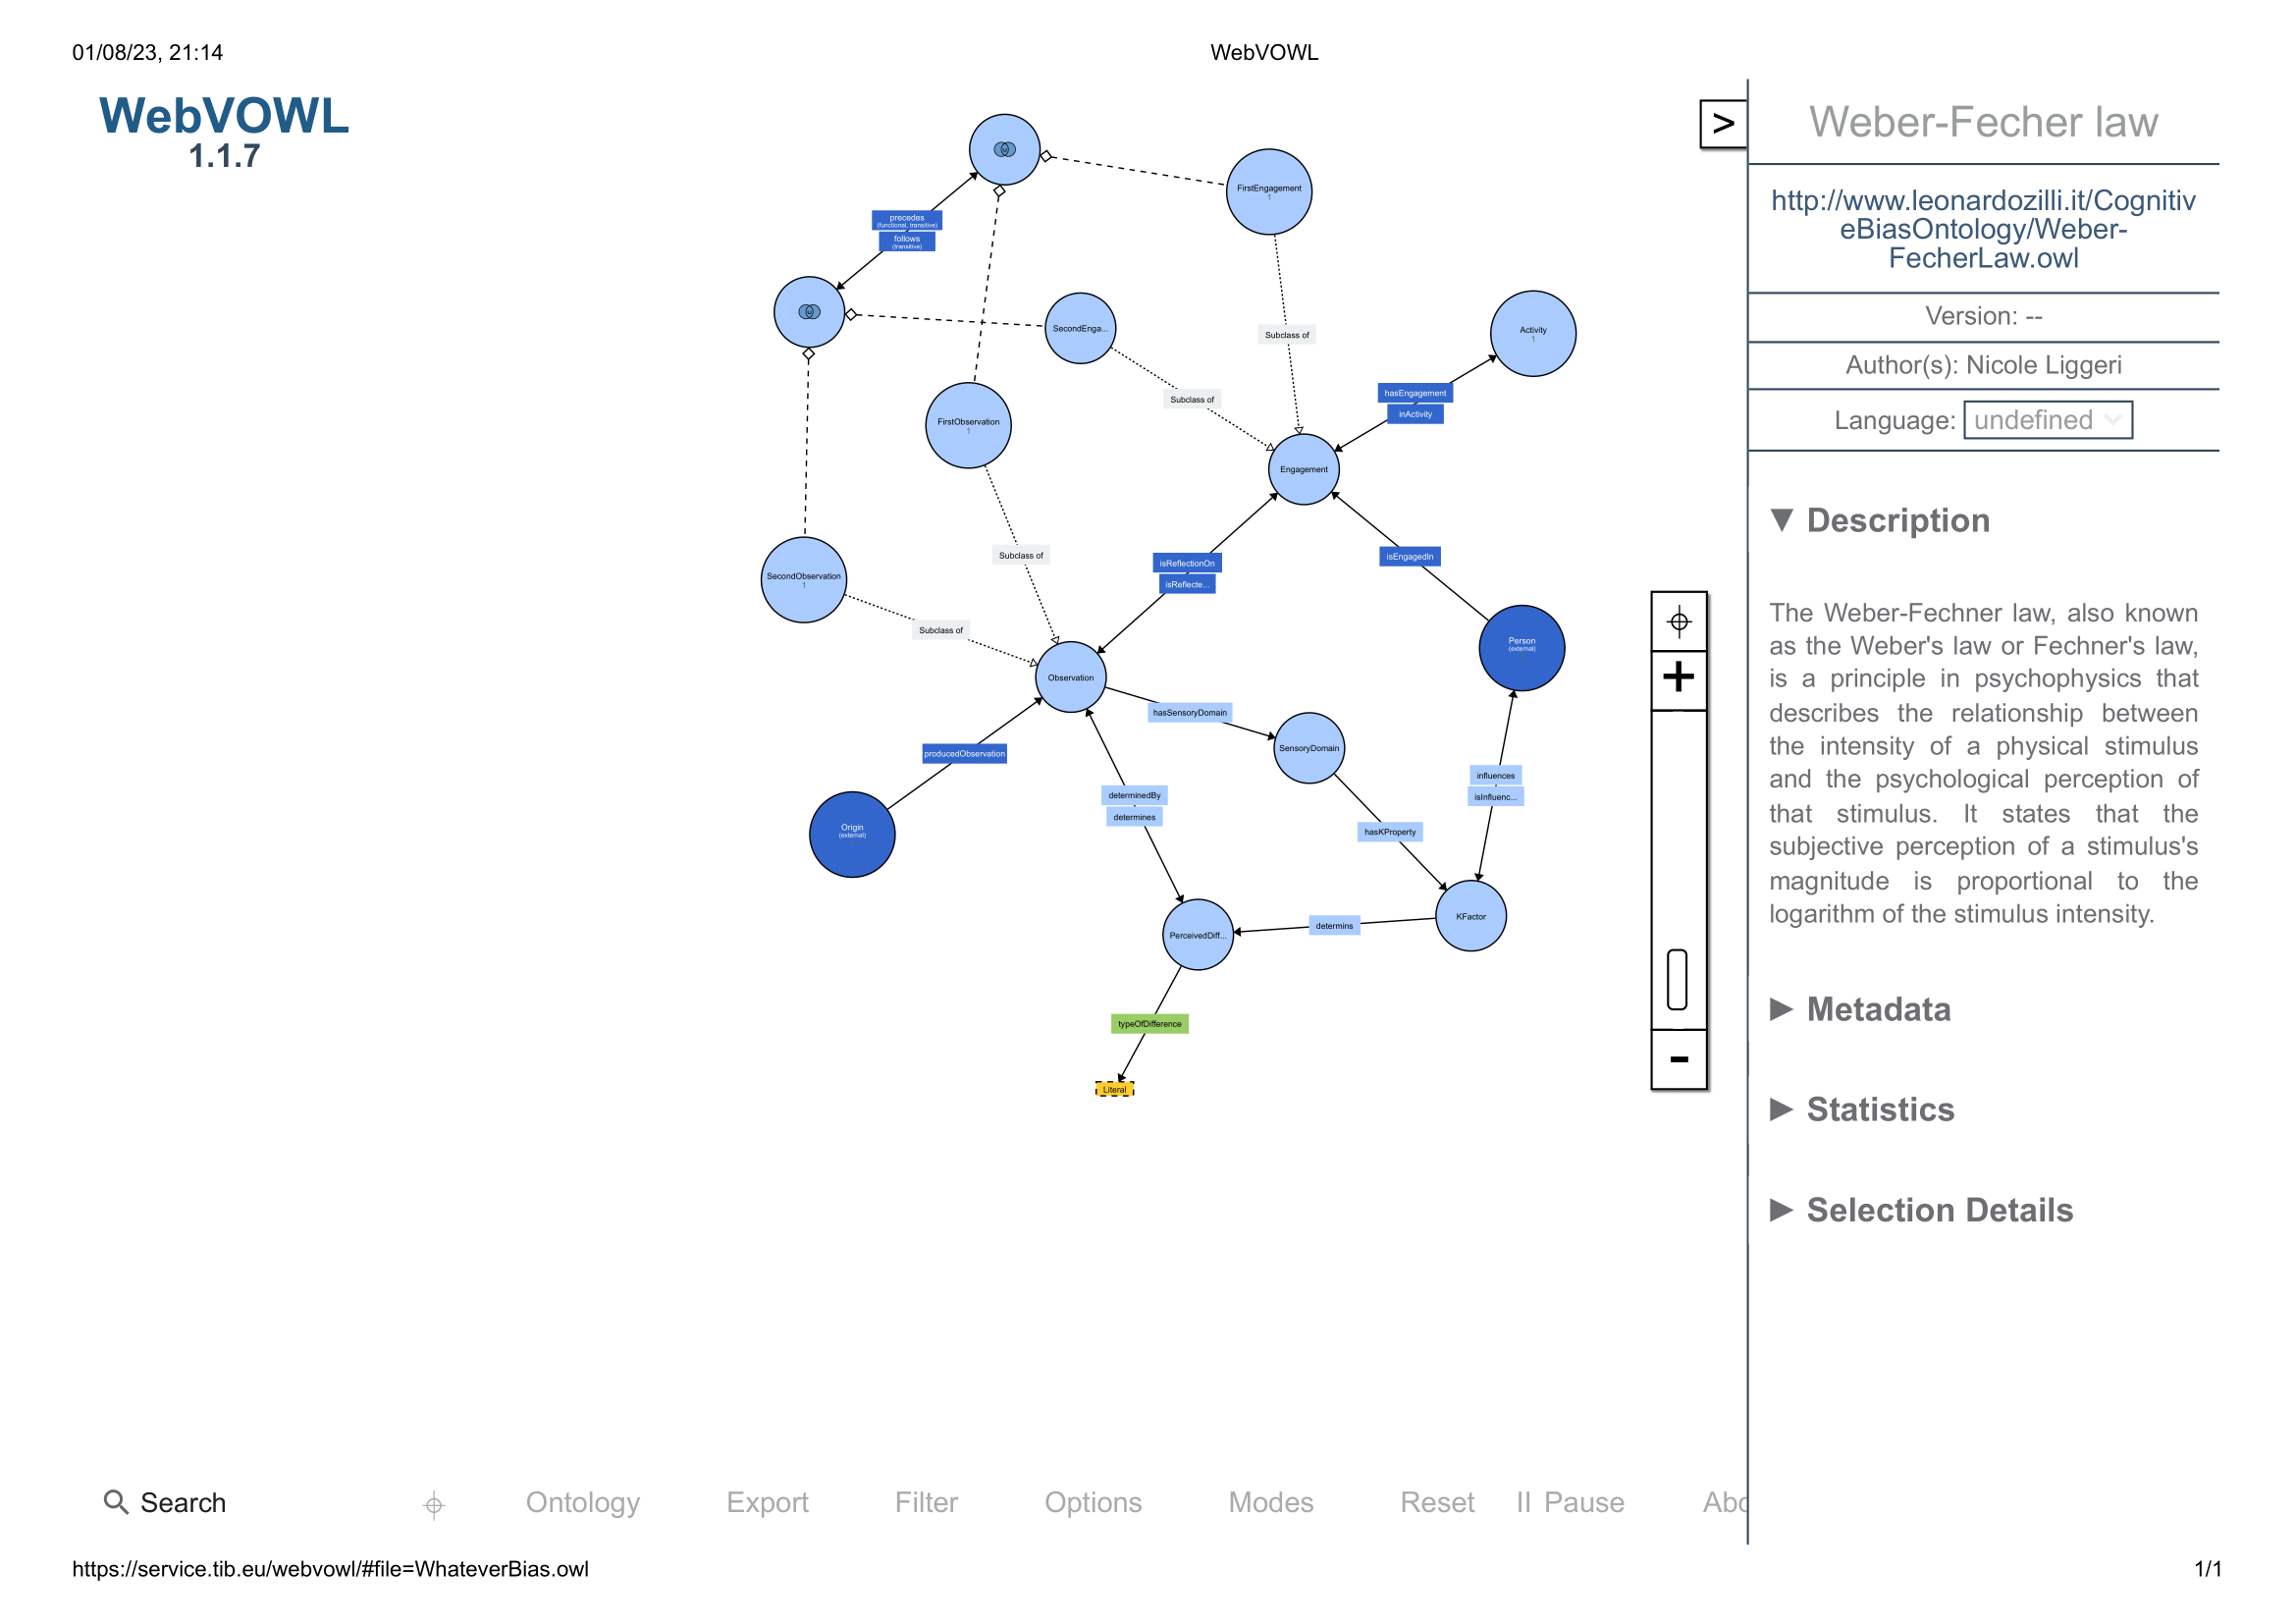 01/08/23, 21:14
WebVOWL
WebVOWL
1.1.7
>
Weber-Fecher law
http://www.leonardozilli.it/Cognitiv
eBiasOntology/Weber-
FecherLaw.owl
Version: --
Author(s): Nicole Liggeri
Language: undefined
▼ Description
The Weber-Fechner law, also known
as the Weber's law or Fechner's law,
is a principle in psychophysics that
describes the relationship between
the intensity of a physical stimulus
and the psychological perception of
that stimulus. It states that the
subjective perception of a stimulus's
magnitude is proportional to the
logarithm of the stimulus intensity.
▶ Metadata
▶ Statistics
▶ Selection Details
FirstEngagement
1
precedes
(functional, transitive)
follows
(transitive)
SecondEnga...
Subclass of
Activity
1
hasEngagement
inActivity
Subclass of
FirstObservation
1
Engagement
Subclass of
isReflectionOn
isReflecte...
isEngagedIn
SecondObservation
1
Subclass of
Person
(external)
Observation
hasSensoryDomain
SensoryDomain
producedObservation
influences
isInfluenc...
determinedBy
determines
Origin
(external)
hasKProperty
KFactor
determins
PerceivedDiff...
typeOfDifference
Literal
+
-
Search
Ontology
Export
Filter
Options
Modes
Reset
II Pause
Abo
https://service.tib.eu/webvowl/#file=WhateverBias.owl
1/1